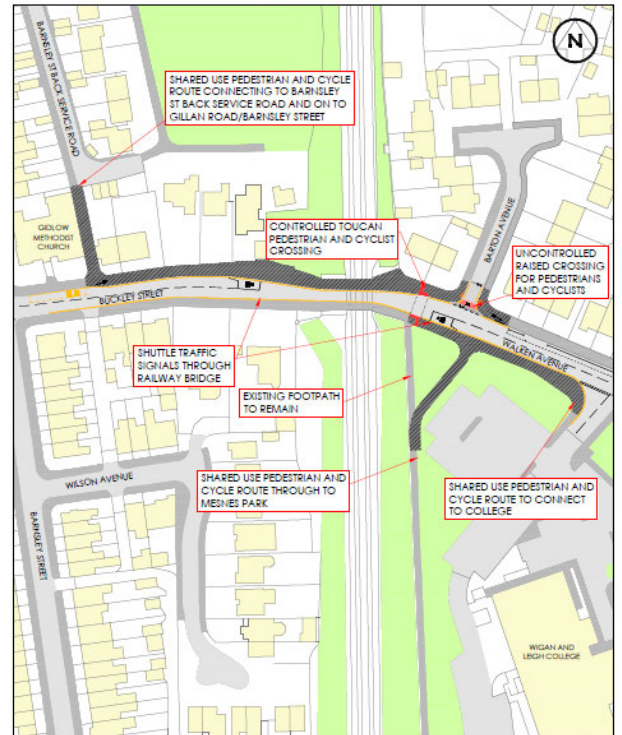 BARNSLEY ST BACK SERVICE ROAD
N
SHARED USE PEDESTRIAN AND CYCLE
ROUTE CONNECTING TO BARNSLEY
ST BACK SERVICE ROAD AND ON TO
GILLAN ROAD/BARNSLEY STREET
GIDLOW
METHODIST
CHURCH
CONTROLLED TOUCAN
PEDESTRIAN AND CYCLIST
CROSSING
BARTON AVENUE
UNCONTROLLED
RAISED CROSSING
FOR PEDESTRIANS
AND CYCLISTS
BUCKLEY STREET
WALKEN AVENUE
SHUTTLE TRAFFIC
SIGNALS THROUGH
RAILWAY BRIDGE
EXISTING FOOTPATH
TO REMAIN
WILSON AVENUE
SHARED USE PEDESTRIAN AND
CYCLE ROUTE THROUGH TO
MESNES PARK
SHARED USE PEDESTRIAN AND
CYCLE ROUTE TO CONNECT
TO COLLEGE
BARNSLEY STREET
WIGAN AND
LEIGH COLLEGE